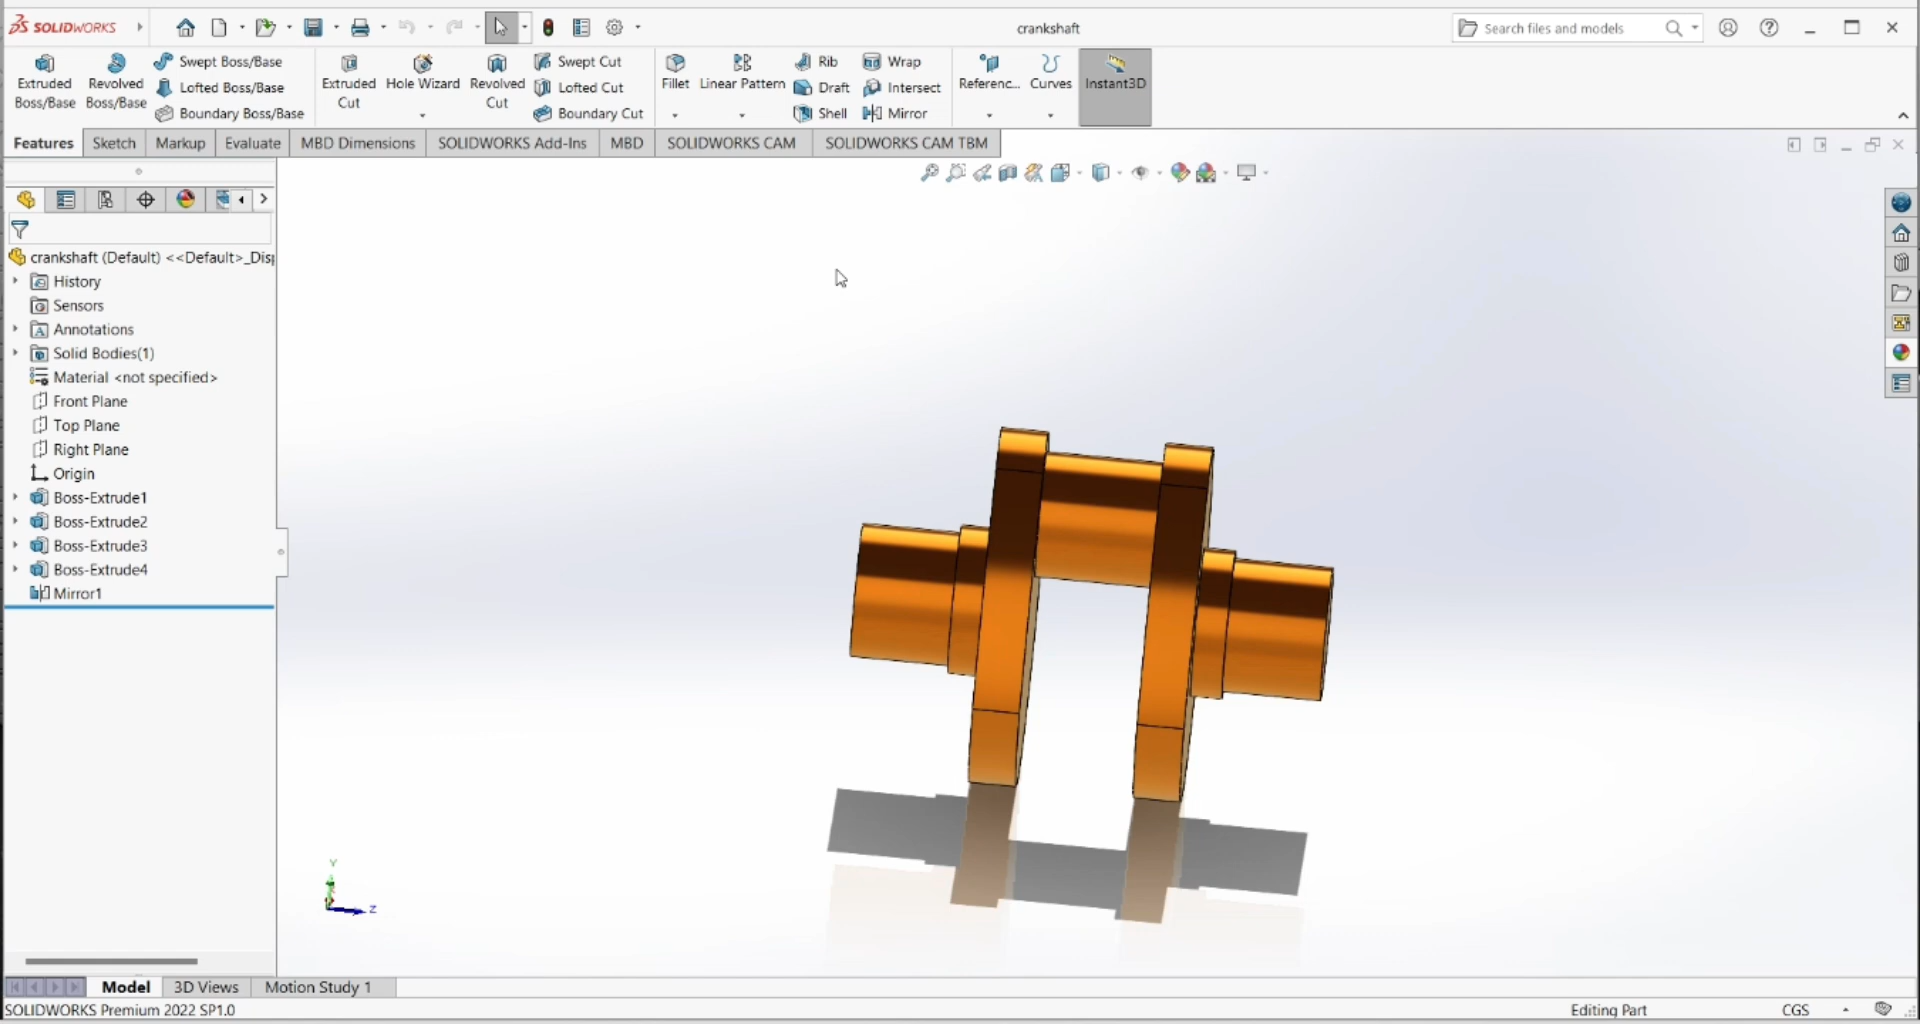 SOLIDWORKS
crankshaft
Search files and models
Extruded Boss/Base
Revolved Boss/Base
Swept Boss/Base
Lofted Boss/Base
Boundary Boss/Base
Extruded Cut
Hole Wizard
Revolved Cut
Swept Cut
Lofted Cut
Boundary Cut
Fillet
Linear Pattern
Rib
Draft
Shell
Wrap
Intersect
Mirror
Referenc...
Curves
Instant3D
Features
Sketch
Markup
Evaluate
MBD Dimensions
SOLIDWORKS Add-Ins
MBD
SOLIDWORKS CAM
SOLIDWORKS CAM TBM
crankshaft (Default) <<Default>_Disp
History
Sensors
Annotations
Solid Bodies(1)
Material <not specified>
Front Plane
Top Plane
Right Plane
Origin
Boss-Extrude1
Boss-Extrude2
Boss-Extrude3
Boss-Extrude4
Mirror1
Y
Z
Model
3D Views
Motion Study 1
SOLIDWORKS Premium 2022 SP1.0
Editing Part
CGS